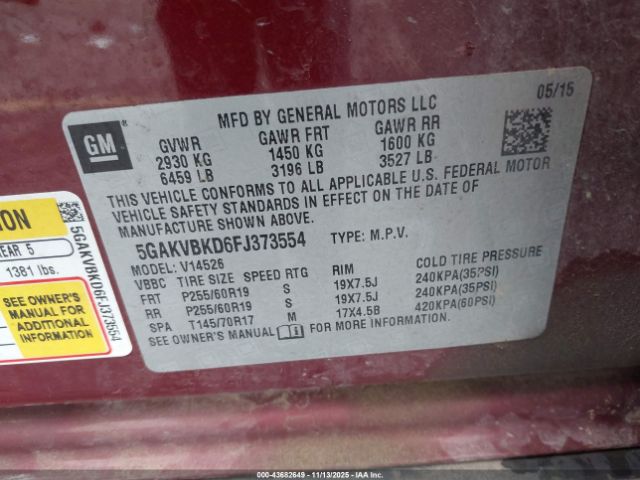 MFD BY GENERAL MOTORS LLC
05/15
GM
GVWR GAWR FRT GAWR RR
2930 KG 1450 KG 1600 KG
6459 LB 3196 LB 3527 LB
THIS VEHICLE CONFORMS TO ALL APPLICABLE U.S. FEDERAL MOTOR
VEHICLE SAFETY STANDARDS IN EFFECT ON THE DATE OF
MANUFACTURE SHOWN ABOVE.
5GAKVBKD6FJ373554 TYPE: M.P.V.
MODEL: V14526
VBBC TIRE SIZE SPEED RTG RIM COLD TIRE PRESSURE
FRT P255/60R19 S 19X7.5J 240KPA(35PSI)
RR P255/60R19 S 19X7.5J 240KPA(35PSI)
SPA T145/70R17 M 17X4.5B 420KPA(60PSI)
SEE OWNER'S MANUAL FOR MORE INFORMATION.
ION
EAR 5
1381 lbs.
SEE OWNER'S
MANUAL FOR
ADDITIONAL
INFORMATION
5GAKVBKD6FJ373554
000-43682649 - 11/13/2025 - IAAI.COM